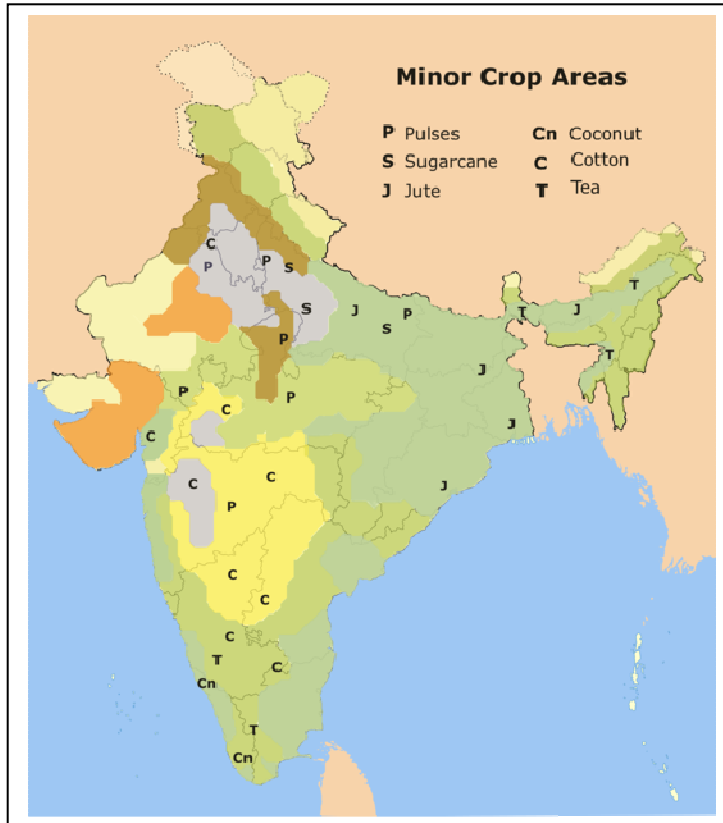 Minor Crop Areas
P Pulses Cn Coconut
S Sugarcane C Cotton
J Jute T Tea
C
P P S
S J P T J T
S
P
J T
P P
C
C J
C C
P J
C
C
C
T C
Cn
T
Cn